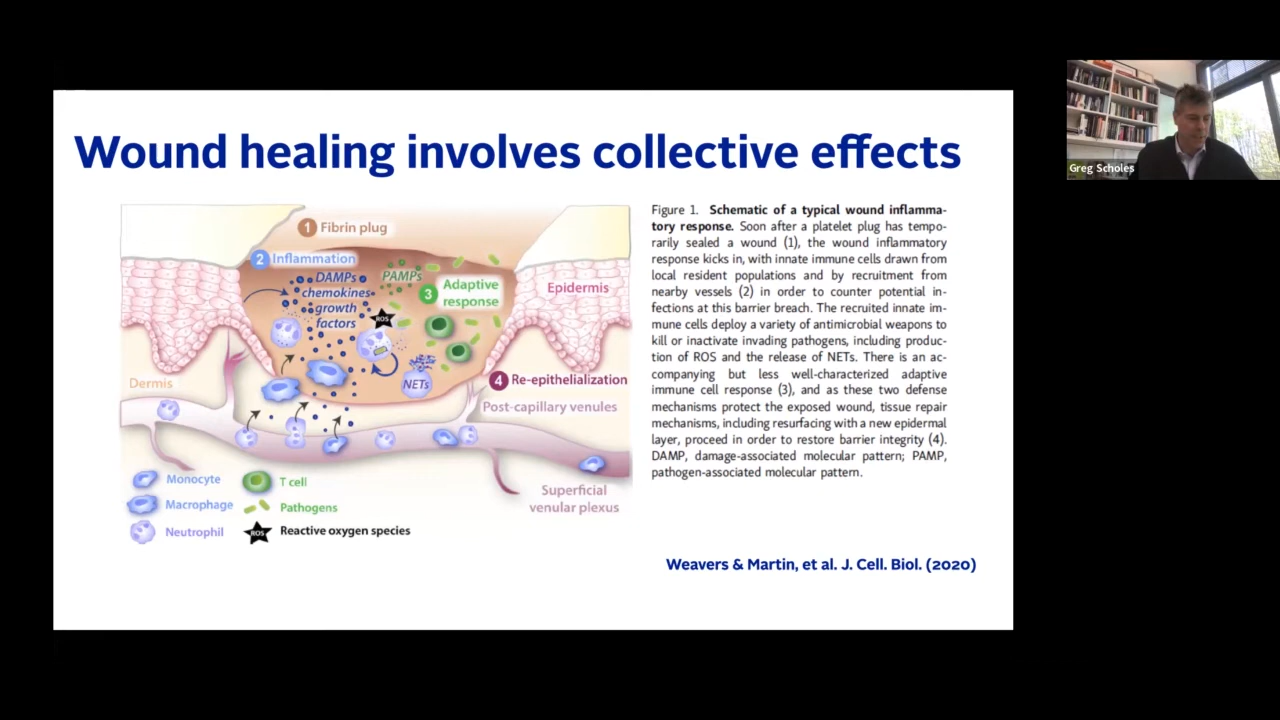 Wound healing involves collective effects
1 Fibrin plug
2 Inflammation
DAMPs
chemokines
growth
factors
PAMPs
3 Adaptive
response
ROS
NETs
Epidermis
Dermis
4 Re-epithelialization
Post-capillary venules
Superficial
venular plexus
Monocyte
Macrophage
Neutrophil
T cell
Pathogens
ROS
Reactive oxygen species
Figure 1. Schematic of a typical wound inflamma-
tory response. Soon after a platelet plug has tempo-
rarily sealed a wound (1), the wound inflammatory
response kicks in, with innate immune cells drawn from
local resident populations and by recruitment from
nearby vessels (2) in order to counter potential in-
fections at this barrier breach. The recruited innate im-
mune cells deploy a variety of antimicrobial weapons to
kill or inactivate invading pathogens, including produc-
tion of ROS and the release of NETs. There is an ac-
companying but less well-characterized adaptive
immune cell response (3), and as these two defense
mechanisms protect the exposed wound, tissue repair
mechanisms, including resurfacing with a new epidermal
layer, proceed in order to restore barrier integrity (4).
DAMP, damage-associated molecular pattern; PAMP,
pathogen-associated molecular pattern.
Weavers & Martin, et al. J. Cell. Biol. (2020)
Greg Scholes